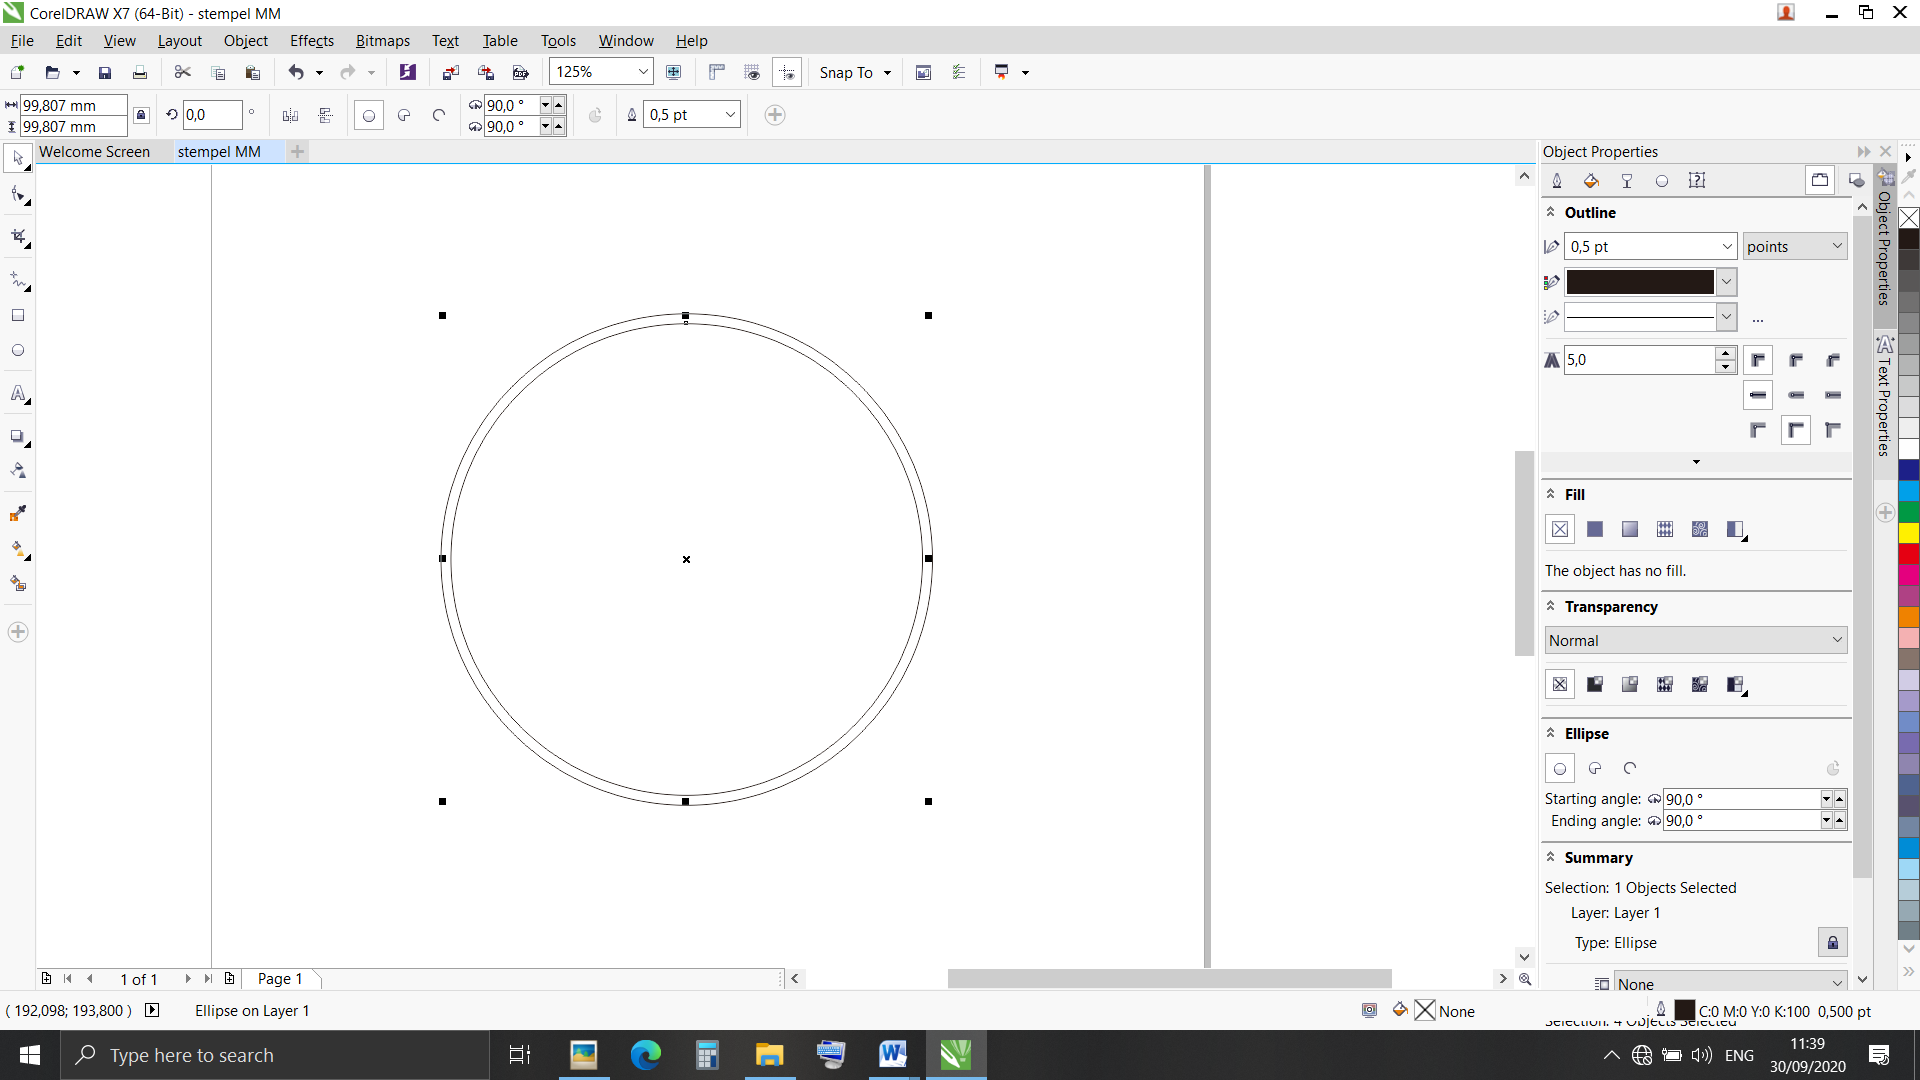 CorelDRAW X7 (64-Bit) - stempel MM
File Edit View Layout Object Effects Bitmaps Text Table Tools Window Help
125% Snap To
99,807 mm
99,807 mm
0,0 °
90,0 °
90,0 °
0,5 pt
Welcome Screen stempel MM
Object Properties
Outline
0,5 pt points
5,0
Fill
The object has no fill.
Transparency
Normal
Ellipse
Starting angle: 90,0 °
Ending angle: 90,0 °
Summary
Selection: 1 Objects Selected
Layer: Layer 1
Type: Ellipse
None
Object Properties
Text Properties
1 of 1 Page 1
( 192,098; 193,800 ) Ellipse on Layer 1 None C:0 M:0 Y:0 K:100 0,500 pt
Selection: 4 Objects Selected
Type here to search
ENG
11:39
30/09/2020